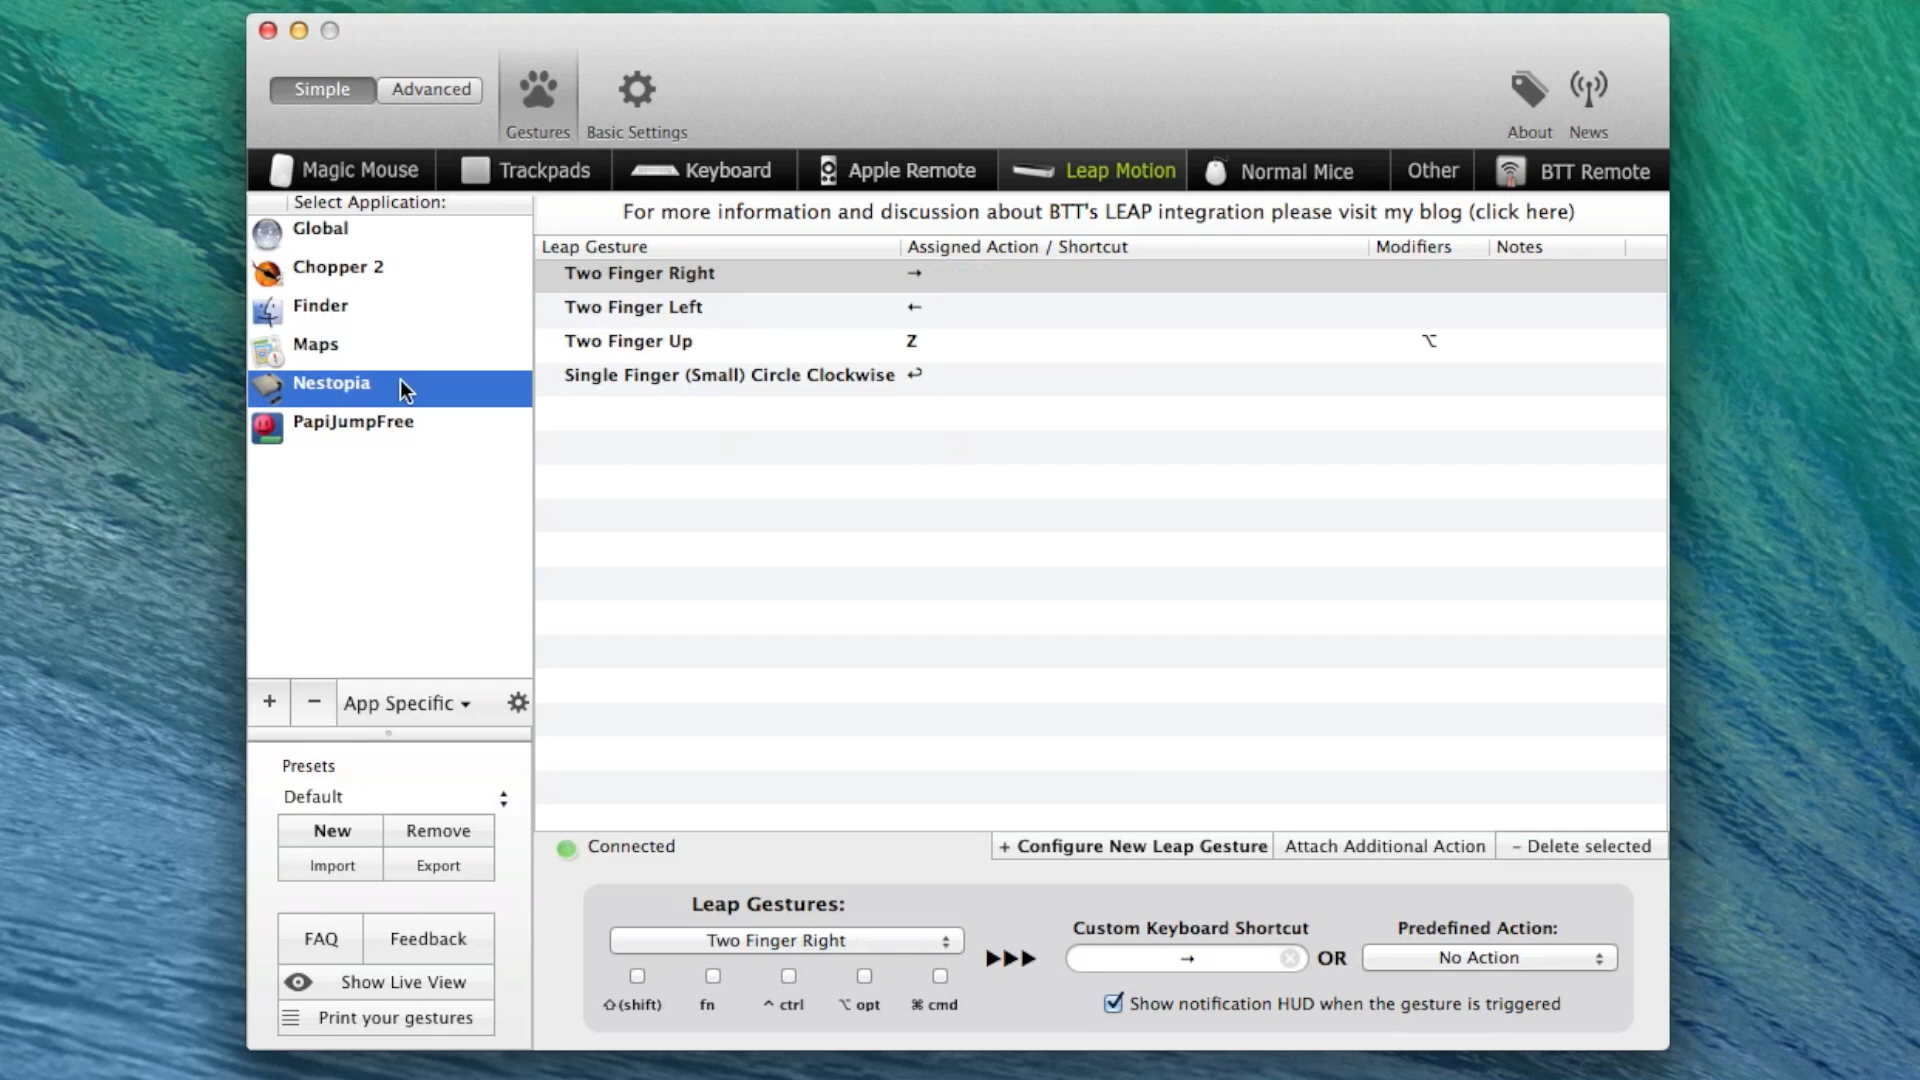 Simple
Advanced
Gestures
Basic Settings
About
News
Magic Mouse
Trackpads
Keyboard
Apple Remote
Leap Motion
Normal Mice
Other
BTT Remote
Select Application:
Global
Chopper 2
Finder
Maps
Nestopia
PapiJumpFree
For more information and discussion about BTT's LEAP integration please visit my blog (click here)
Leap Gesture
Assigned Action / Shortcut
Modifiers
Notes
Two Finger Right →
Two Finger Left ←
Two Finger Up Z ⌥
Single Finger (Small) Circle Clockwise ↩
+
−
App Specific
Presets
Default
New
Remove
Import
Export
FAQ
Feedback
Show Live View
Print your gestures
Connected
+ Configure New Leap Gesture
Attach Additional Action
− Delete selected
Leap Gestures:
Two Finger Right
⇧(shift)
fn
^ ctrl
⌥ opt
⌘ cmd
Custom Keyboard Shortcut
→
OR
Predefined Action:
No Action
Show notification HUD when the gesture is triggered